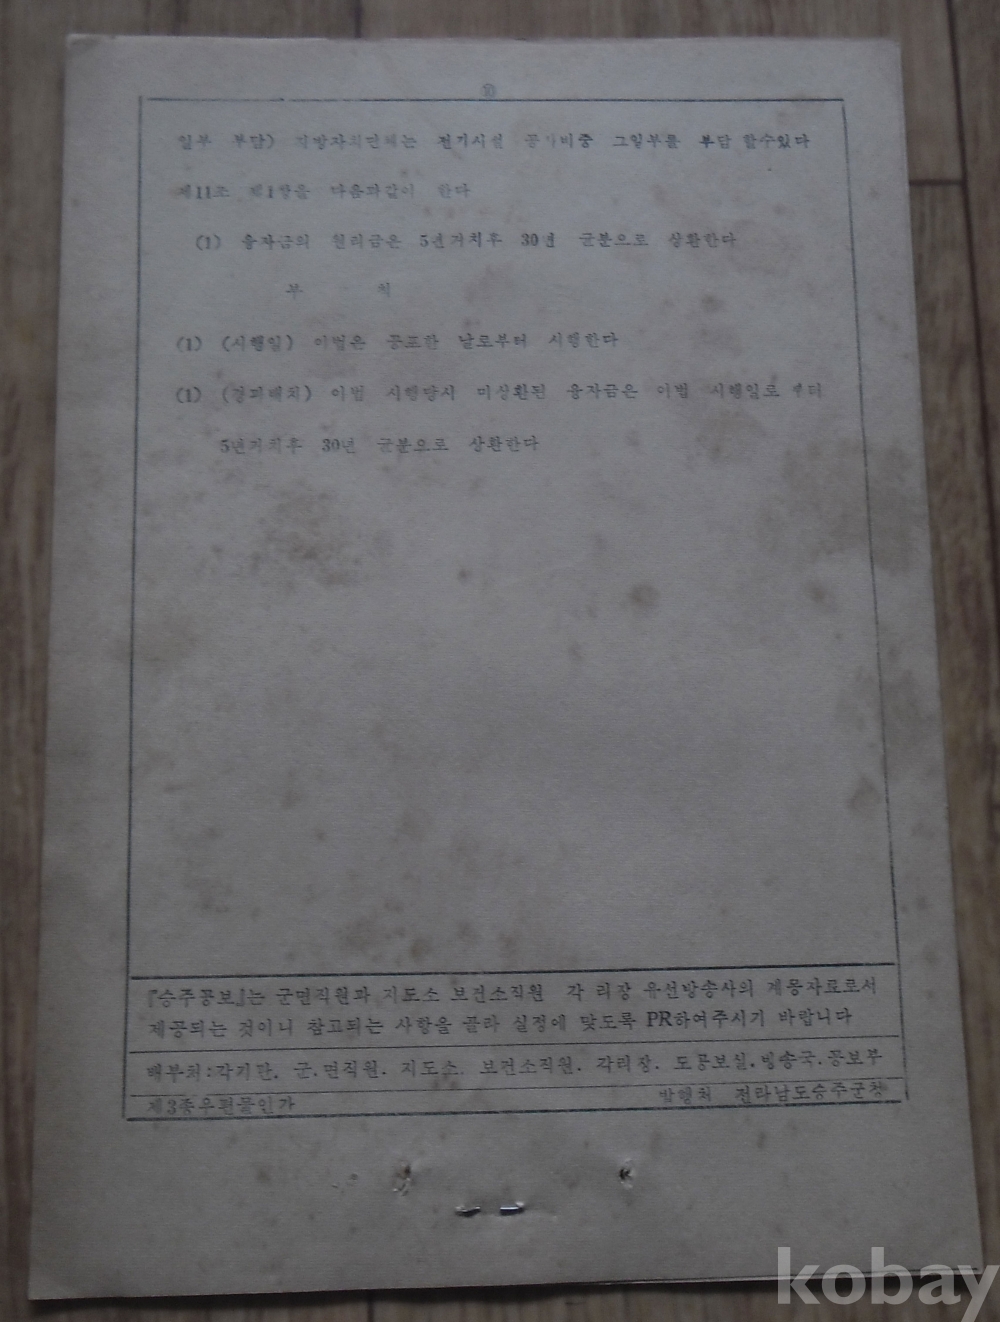 ⑩
일부 부담) 지방자치단체는 전기시설 공사비중 그일부를 부담 할수있다
제11조 제1항을 다음과같이 한다
(1) 융자금의 원리금은 5년거치후 30년 균분으로 상환한다
부 칙
(1) (시행일) 이법은 공포한 날로부터 시행한다
(1) 이법 시행당시 미상환된 융자금은 이법 시행일로 부터
5년거치후 30년 균분으로 상환한다
『승주공보』는 군면직원과 지도소 보건소직원 각 리장 유선방송사의 계몽자료로서
제공되는 것이니 참고되는 사항을 골라 실정에 맞도록 PR하여주시기 바랍니다
배부처:각기관. 군.면직원. 지도소. 보건소직원. 각리장. 도공보실. 방송국. 공보부
제3종우편물인가 발행처 전라남도승주군청
kobay